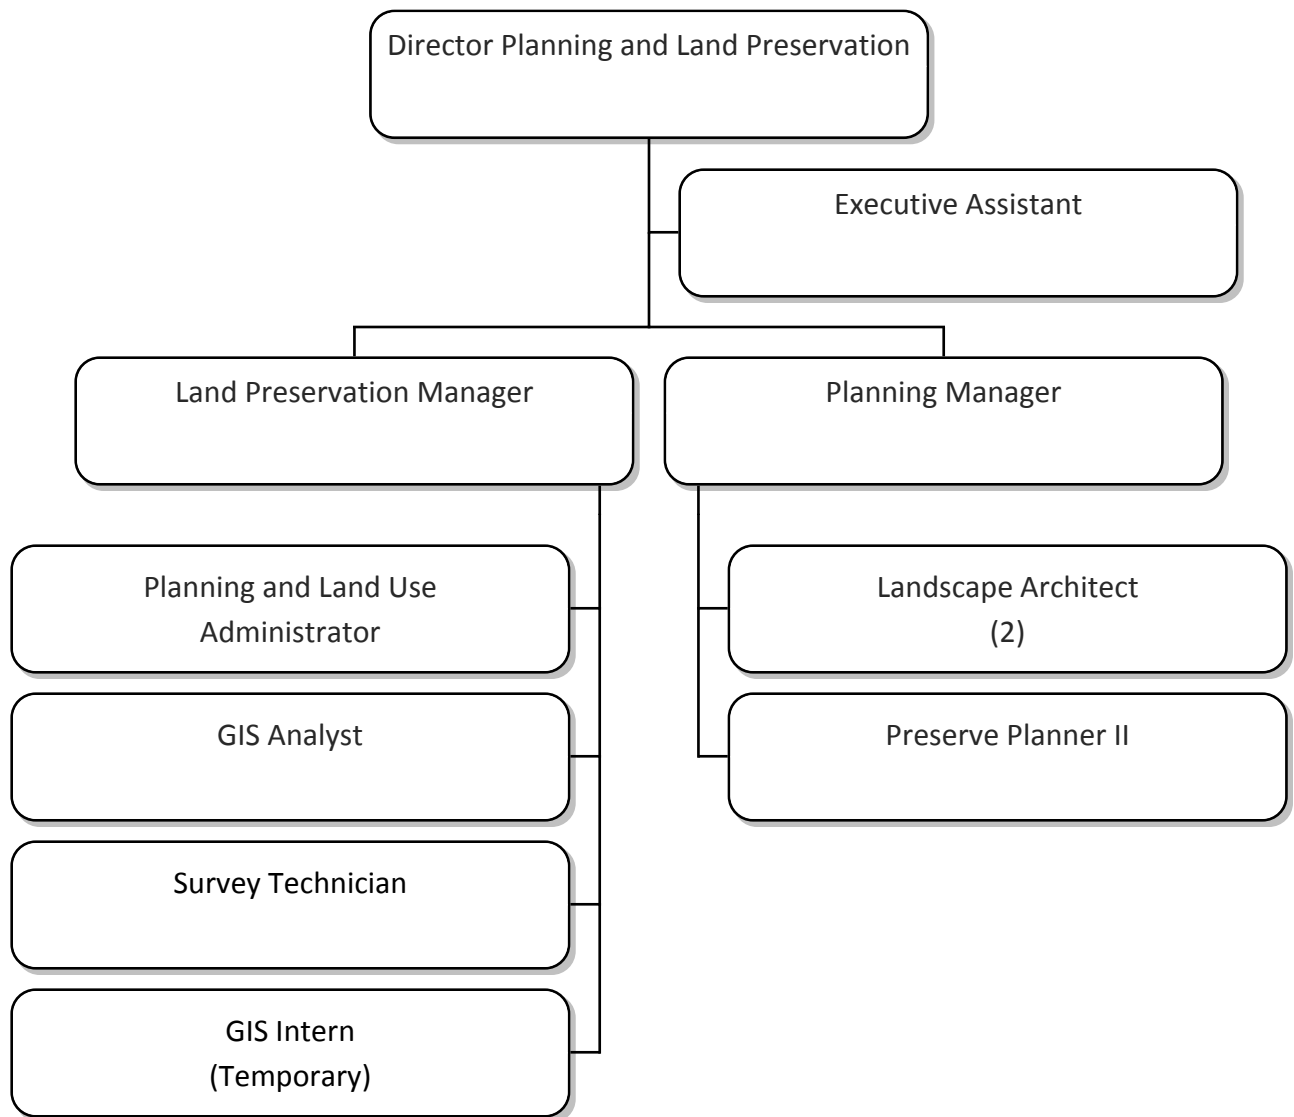 Director Planning and Land Preservation
Executive Assistant
Land Preservation Manager
Planning Manager
Planning and Land Use
Administrator
GIS Analyst
Survey Technician
GIS Intern
(Temporary)
Landscape Architect
(2)
Preserve Planner II